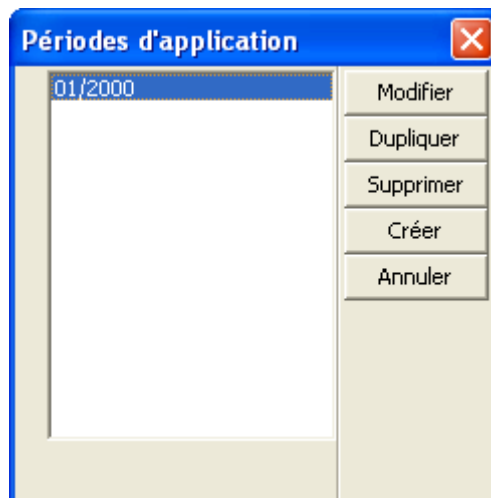 Périodes d'application
01/2000
Modifier
Dupliquer
Supprimer
Créer
Annuler